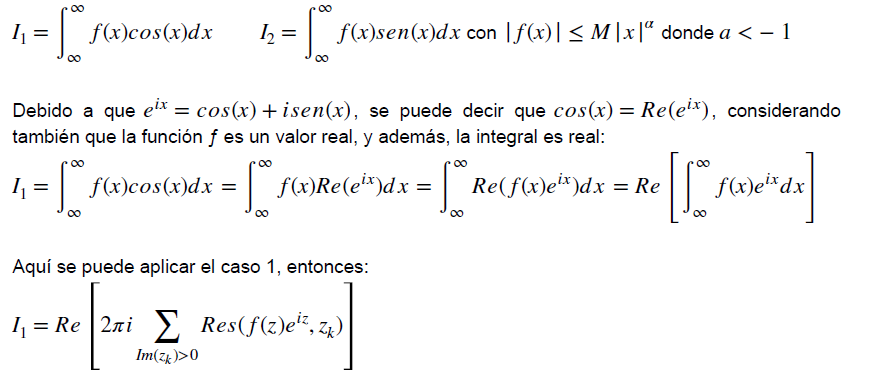 I₁ = ∫_∞^∞ f(x)cos(x)dx I₂ = ∫_∞^∞ f(x)sen(x)dx con |f(x)| ≤ M|x|^α donde a < − 1
Debido a que e^{ix} = cos(x) + isen(x), se puede decir que cos(x) = Re(e^{ix}), considerando
también que la función f es un valor real, y además, la integral es real:
I₁ = ∫_∞^∞ f(x)cos(x)dx = ∫_∞^∞ f(x)Re(e^{ix})dx = ∫_∞^∞ Re(f(x)e^{ix})dx = Re [∫_∞^∞ f(x)e^{ix}dx]
Aquí se puede aplicar el caso 1, entonces:
I₁ = Re [2πi ∑_{Im(z_k)>0} Res(f(z)e^{iz}, z_k)]